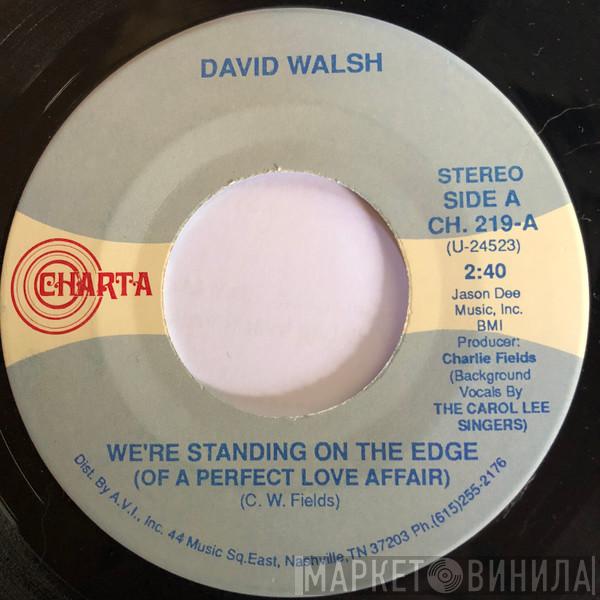 DAVID WALSH
STEREO
SIDE A
CH. 219-A
(U-24523)
2:40
Jason Dee
Music, Inc.
BMI
Producer:
Charlie Fields
(Background
Vocals By
THE CAROL LEE
SINGERS)
CHARTA
WE'RE STANDING ON THE EDGE
(OF A PERFECT LOVE AFFAIR)
(C. W. Fields)
Dist. By A.V.I., Inc. 44 Music Sq.East, Nashville,TN 37203 Ph.(615)255-2176
МАРКЕТ ВИНИЛА